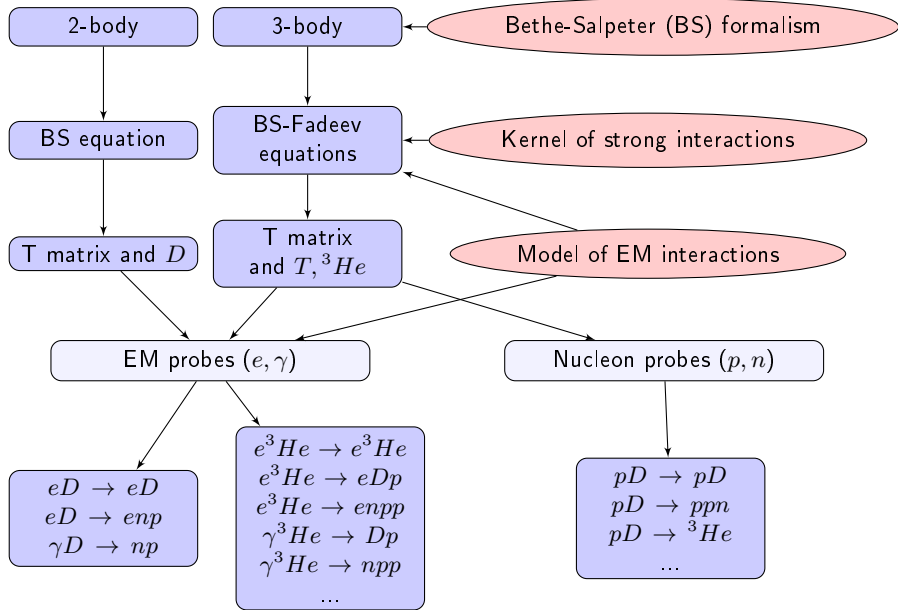 2-body
3-body
Bethe-Salpeter (BS) formalism
BS equation
BS-Fadeev
equations
Kernel of strong interactions
T matrix and D
T matrix
and T, ³He
Model of EM interactions
EM probes (e, γ)
Nucleon probes (p, n)
eD → eD
eD → enp
γD → np
e³He → e³He
e³He → eDp
e³He → enpp
γ³He → Dp
γ³He → npp
...
pD → pD
pD → ppn
pD → ³He
...